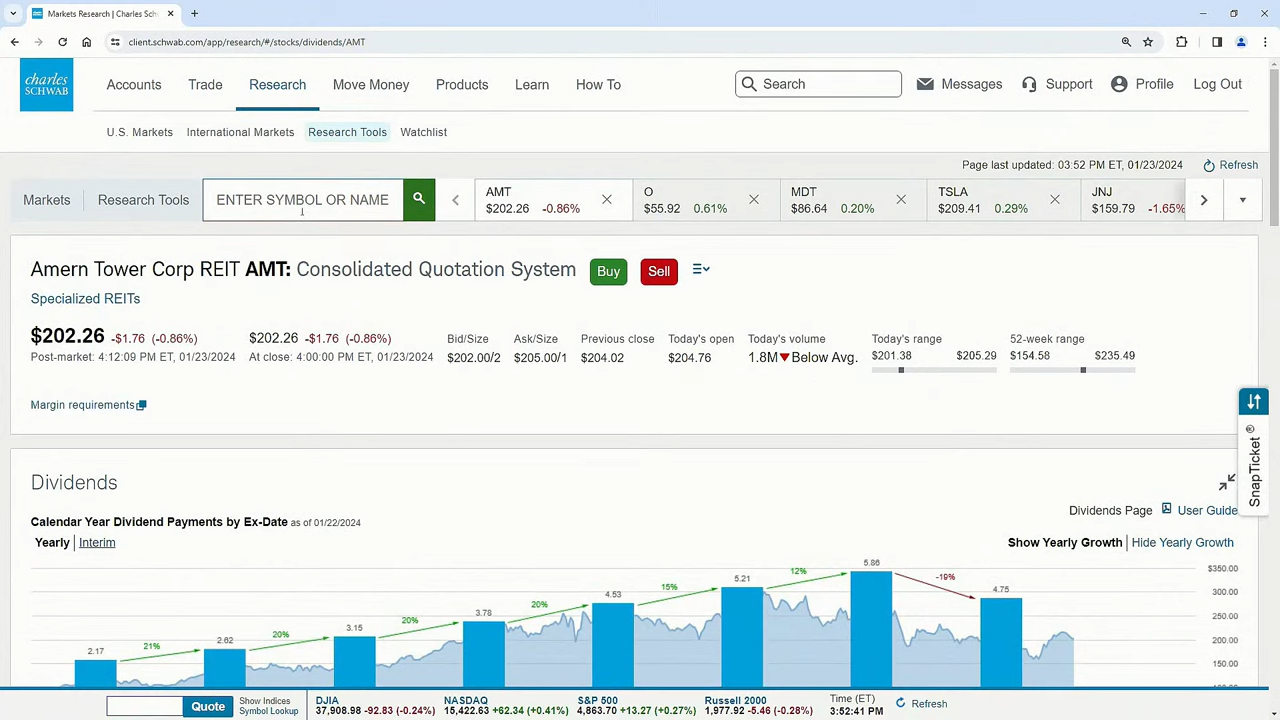 Markets Research | Charles Sch
client.schwab.com/app/research/#/stocks/dividends/AMT
charles SCHWAB
Accounts Trade Research Move Money Products Learn How To Search Messages Support Profile Log Out
U.S. Markets International Markets Research Tools Watchlist
Page last updated: 03:52 PM ET, 01/23/2024 Refresh
Markets Research Tools ENTER SYMBOL OR NAME
AMT $202.26 -0.86%
O $55.92 0.61%
MDT $86.64 0.20%
TSLA $209.41 0.29%
JNJ $159.79 -1.65%
Amern Tower Corp REIT AMT: Consolidated Quotation System Buy Sell
Specialized REITs
$202.26 -$1.76 (-0.86%)
Post-market: 4:12:09 PM ET, 01/23/2024
$202.26 -$1.76 (-0.86%)
At close: 4:00:00 PM ET, 01/23/2024
Bid/Size
$202.00/2
Ask/Size
$205.00/1
Previous close
$204.02
Today's open
$204.76
Today's volume
1.8M▼Below Avg.
Today's range
$201.38 $205.29
52-week range
$154.58 $235.49
Margin requirements
SnapTicket®
Dividends
Dividends Page User Guide
Calendar Year Dividend Payments by Ex-Date as of 01/22/2024
Yearly | Interim
Show Yearly Growth | Hide Yearly Growth
2.17 21% 2.62 20% 3.15 20% 3.78 20% 4.53 15% 5.21 12% 5.86 -19% 4.75
$350.00
300.00
250.00
200.00
150.00
Quote
Show Indices
Symbol Lookup
DJIA
37,908.98 -92.83 (-0.24%)
NASDAQ
15,422.63 +62.34 (+0.41%)
S&P 500
4,863.70 +13.27 (+0.27%)
Russell 2000
1,977.92 -5.46 (-0.28%)
Time (ET)
3:52:41 PM
Refresh